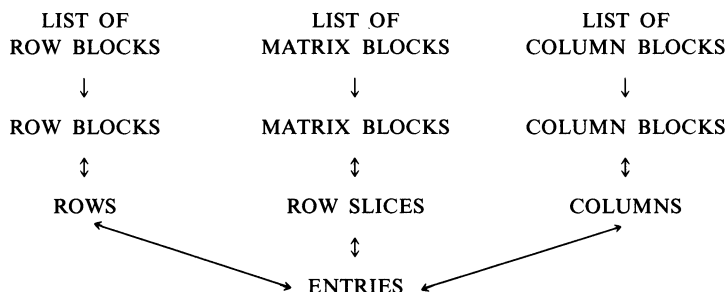 LIST OF
ROW BLOCKS
LIST OF
MATRIX BLOCKS
LIST OF
COLUMN BLOCKS
ROW BLOCKS
MATRIX BLOCKS
COLUMN BLOCKS
ROWS
ROW SLICES
COLUMNS
ENTRIES